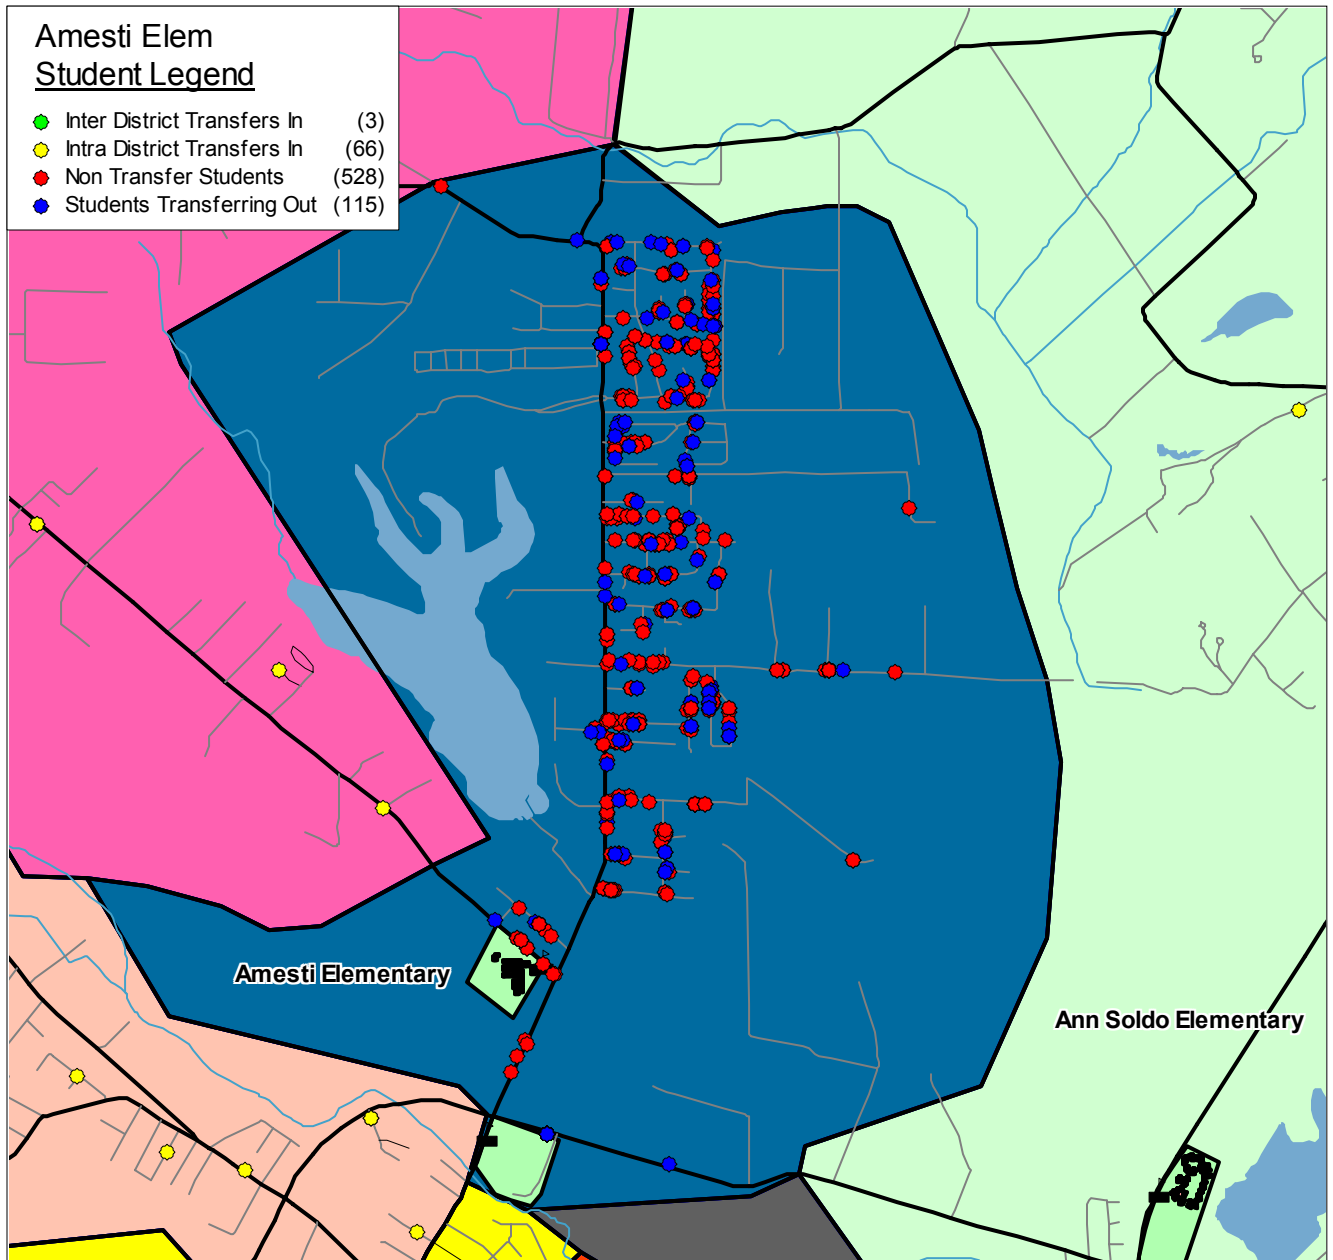 Amesti Elem
Student Legend
Inter District Transfers In (3)
Intra District Transfers In (66)
Non Transfer Students (528)
Students Transferring Out (115)
Amesti Elementary
Ann Soldo Elementary